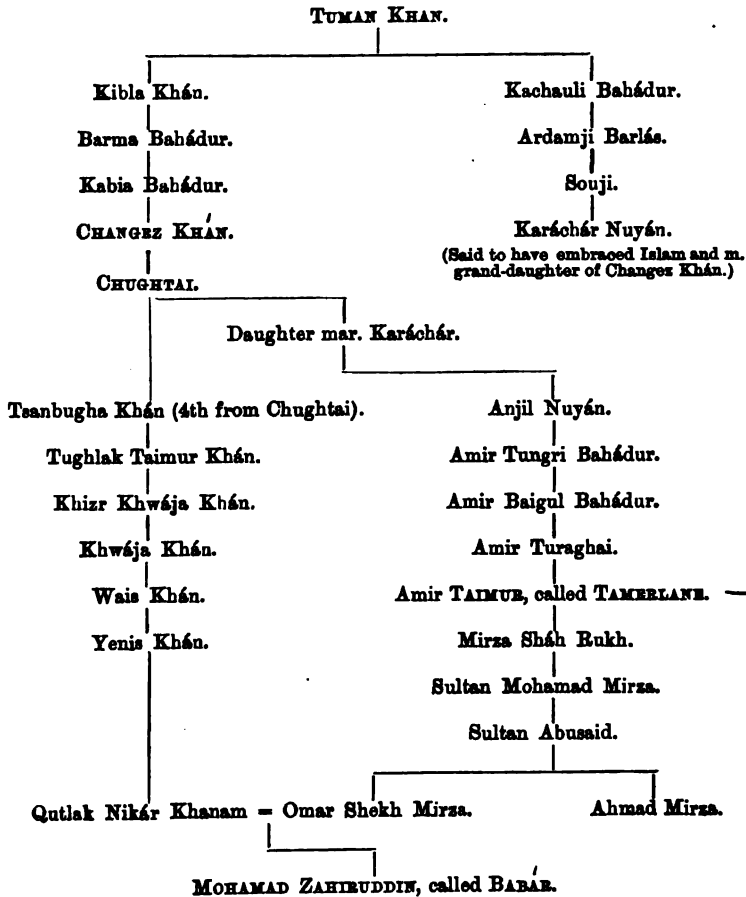 TUMAN KHAN.
Kibla Khán.
Kachauli Bahádur.
Barma Bahádur.
Ardamji Barlás.
Kabia Bahádur.
Souji.
CHANGEZ KHÁN.
Karáchár Nuyán.
(Said to have embraced Islam and m.
grand-daughter of Changez Khán.)
CHUGHTAI.
Daughter mar. Karáchár.
Tsanbugha Khán (4th from Chughtai).
Anjil Nuyán.
Tughlak Taimur Khán.
Amir Tungri Bahádur.
Khizr Khwája Khán.
Amir Baigul Bahádur.
Khwája Khán.
Amir Turaghai.
Wais Khán.
Amir TAIMUR, called TAMERLANE.
Yenis Khán.
Mirza Sháh Rukh.
Sultan Mohamad Mirza.
Sultan Abusaid.
Qutlak Nikár Khanam = Omar Shekh Mirza.
Ahmad Mirza.
MOHAMAD ZAHIRUDDIN, called BABÁR.